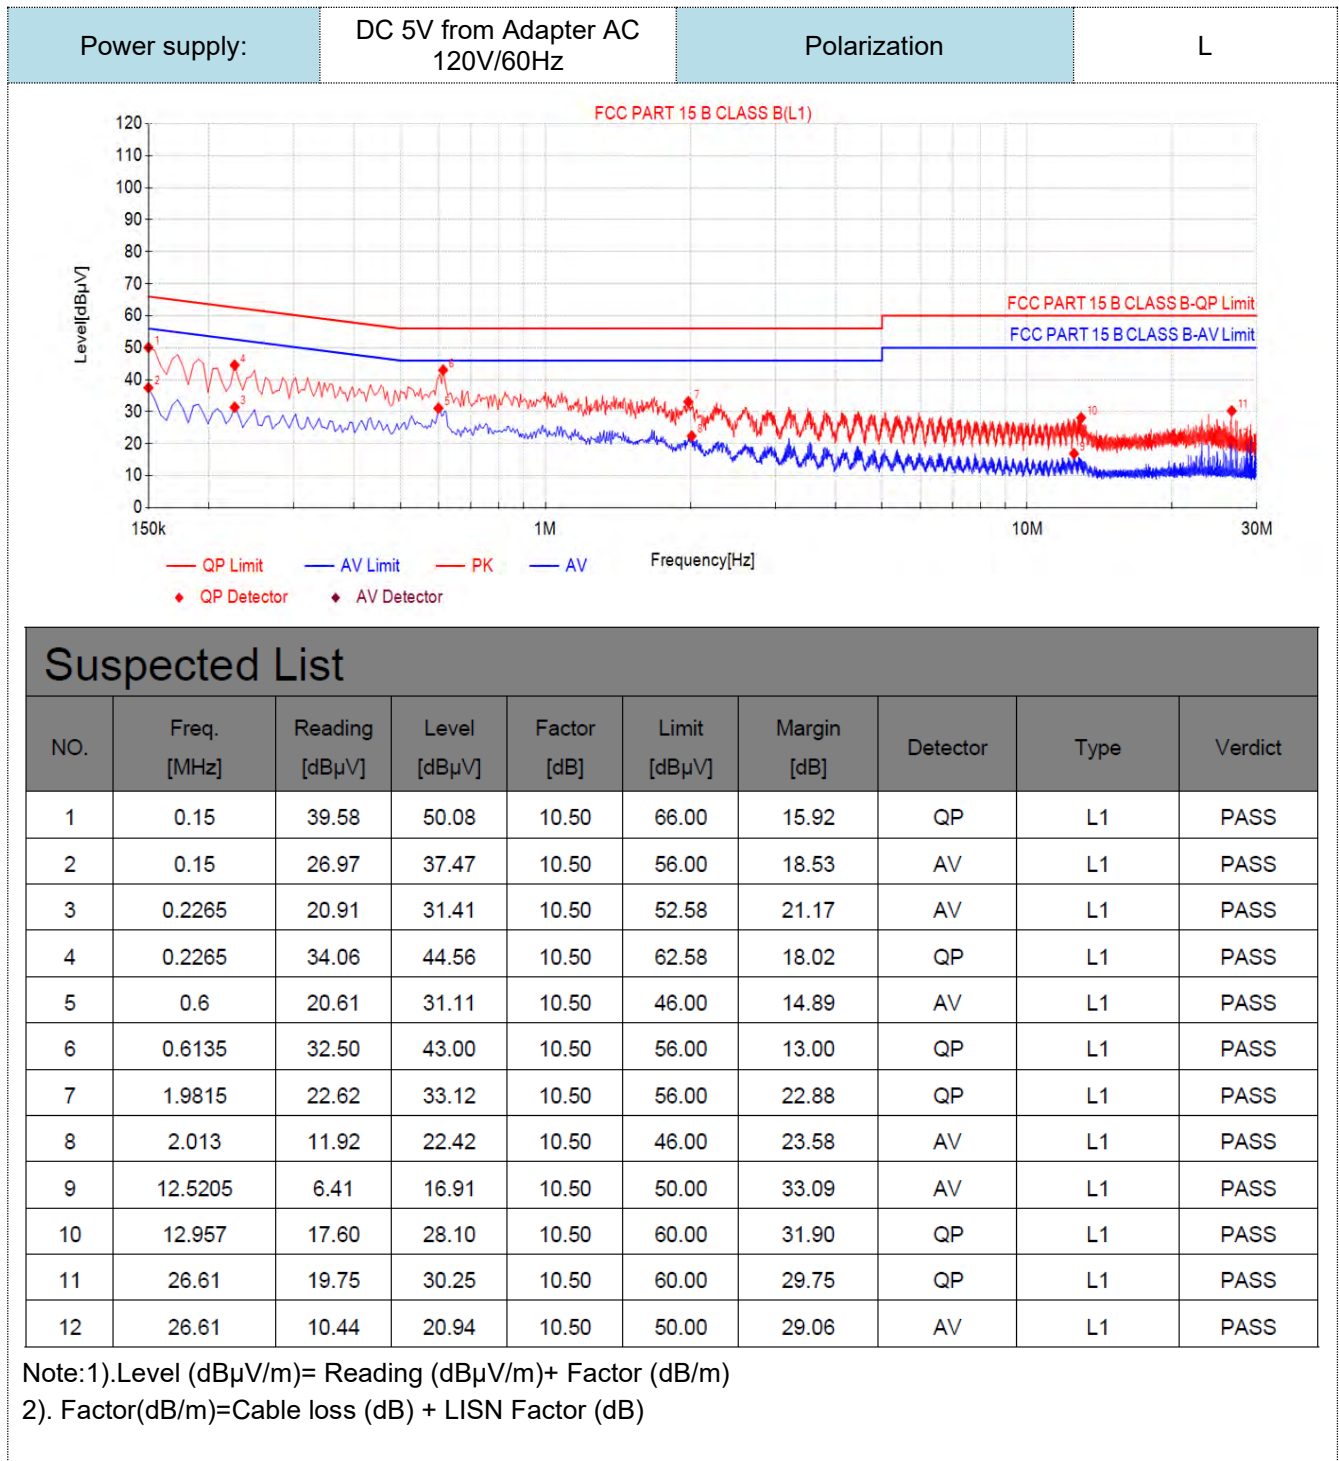 Power supply:
DC 5V from Adapter AC
120V/60Hz
Polarization
L
FCC PART 15 B CLASS B(L1)
120
110
100
90
80
70
60
50
40
30
20
10
0
Level[dBμV]
FCC PART 15 B CLASS B-QP Limit
FCC PART 15 B CLASS B-AV Limit
1
2
3
4
5
6
7
8
9
10
11
150k
1M
10M
30M
Frequency[Hz]
QP Limit AV Limit PK AV
QP Detector AV Detector
Suspected List
NO. Freq. [MHz] Reading [dBμV] Level [dBμV] Factor [dB] Limit [dBμV] Margin [dB] Detector Type Verdict
1 0.15 39.58 50.08 10.50 66.00 15.92 QP L1 PASS
2 0.15 26.97 37.47 10.50 56.00 18.53 AV L1 PASS
3 0.2265 20.91 31.41 10.50 52.58 21.17 AV L1 PASS
4 0.2265 34.06 44.56 10.50 62.58 18.02 QP L1 PASS
5 0.6 20.61 31.11 10.50 46.00 14.89 AV L1 PASS
6 0.6135 32.50 43.00 10.50 56.00 13.00 QP L1 PASS
7 1.9815 22.62 33.12 10.50 56.00 22.88 QP L1 PASS
8 2.013 11.92 22.42 10.50 46.00 23.58 AV L1 PASS
9 12.5205 6.41 16.91 10.50 50.00 33.09 AV L1 PASS
10 12.957 17.60 28.10 10.50 60.00 31.90 QP L1 PASS
11 26.61 19.75 30.25 10.50 60.00 29.75 QP L1 PASS
12 26.61 10.44 20.94 10.50 50.00 29.06 AV L1 PASS
Note:1).Level (dBμV/m)= Reading (dBμV/m)+ Factor (dB/m)
2). Factor(dB/m)=Cable loss (dB) + LISN Factor (dB)